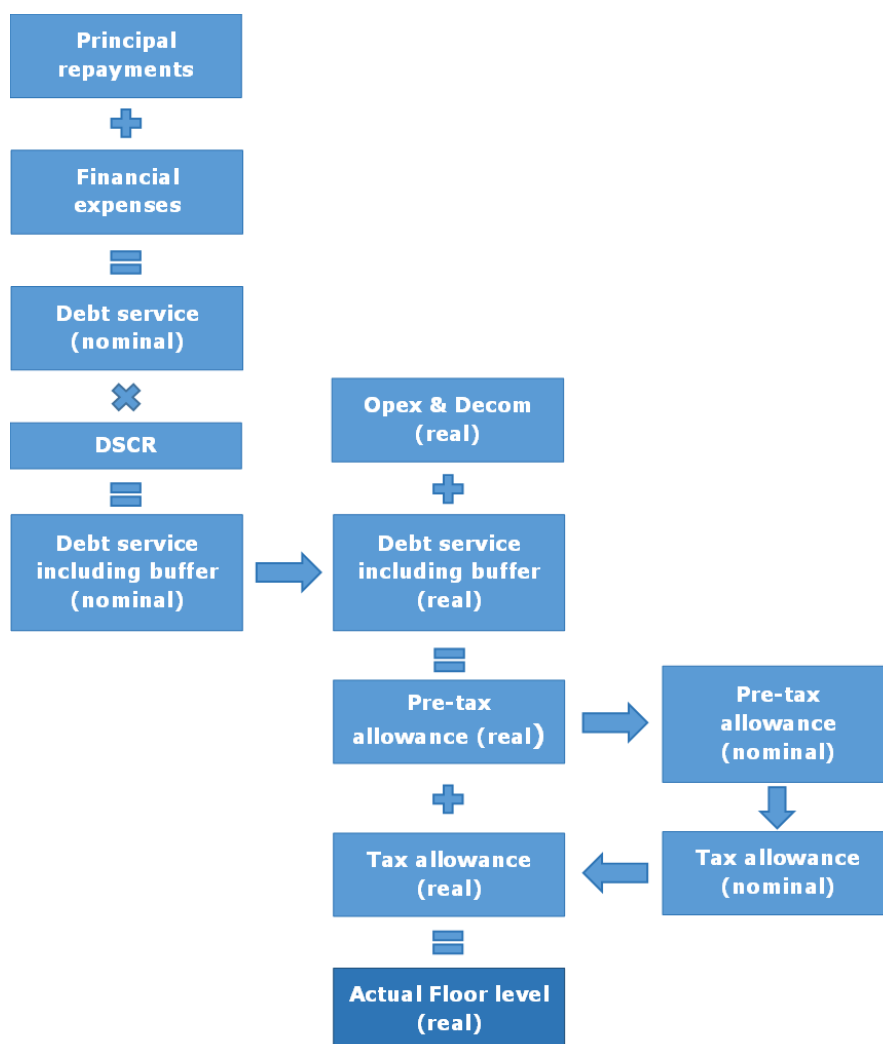 Principal
repayments
Financial
expenses
Debt service
(nominal)
DSCR
Debt service
including buffer
(nominal)
Opex & Decom
(real)
Debt service
including buffer
(real)
Pre-tax
allowance (real)
Pre-tax
allowance
(nominal)
Tax allowance
(real)
Tax allowance
(nominal)
Actual Floor level
(real)